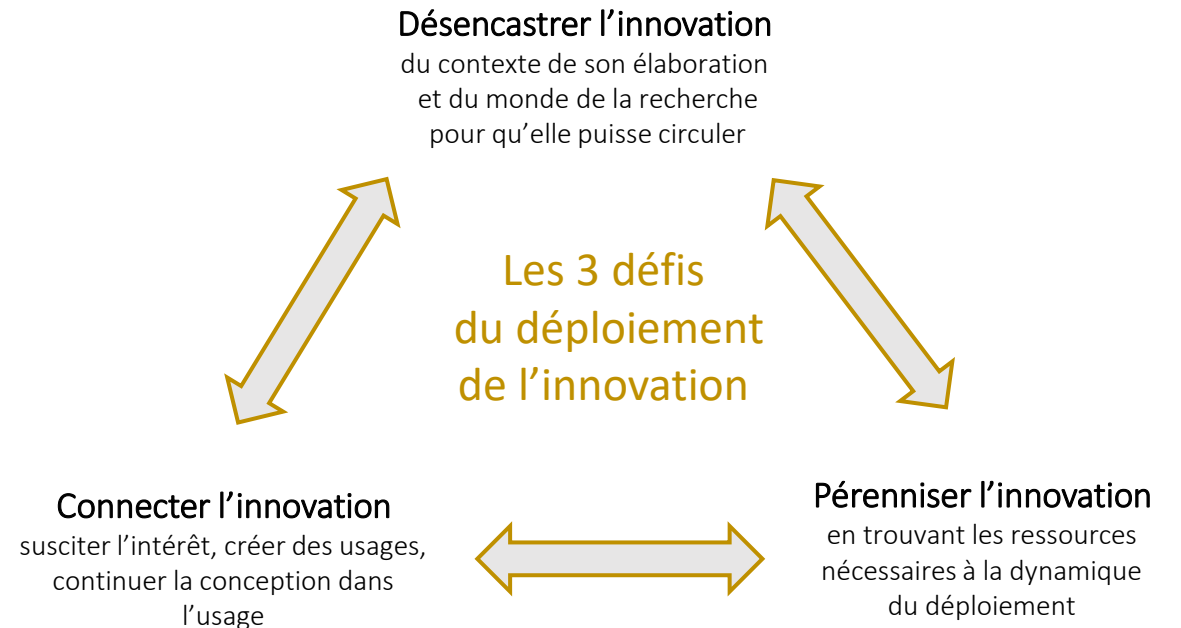 Désencastrer l’innovation
du contexte de son élaboration
et du monde de la recherche
pour qu’elle puisse circuler
Les 3 défis
du déploiement
de l’innovation
Connecter l’innovation
susciter l’intérêt, créer des usages,
continuer la conception dans
l’usage
Pérenniser l’innovation
en trouvant les ressources
nécessaires à la dynamique
du déploiement